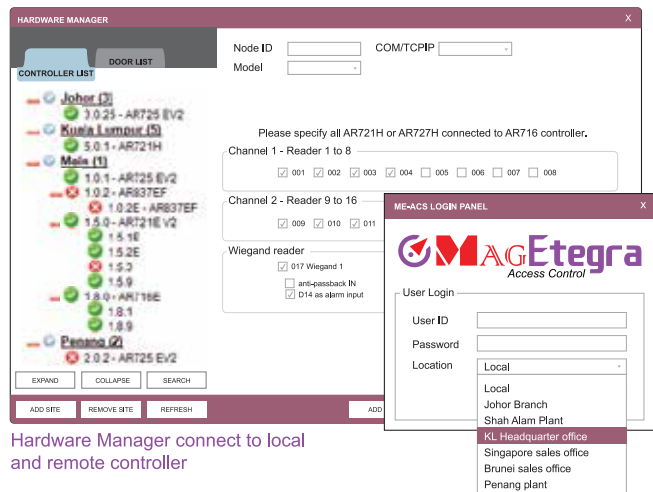 HARDWARE MANAGER X
CONTROLLER LIST
DOOR LIST
Johor (3)
3.0.25 - AR725 EV2
Kuala Lumpur (5)
5.0.1 - AR721H
Main (1)
1.0.1 - AR725 EV2
1.0.2 - AR837EF
1.0.2E - AR837EF
1.5.0 - AR721E V2
1.5.1E
1.5.2E
1.5.3
1.5.9
1.8.0 - AR716E
1.8.1
1.8.9
Penang (2)
2.0.2 - AR725 EV2
EXPAND COLLAPSE SEARCH
ADD SITE REMOVE SITE REFRESH
Node ID COM/TCPIP
Model
Please specify all AR721H or AR727H connected to AR716 controller.
Channel 1 - Reader 1 to 8
001 002 003 004 005 006 007 008
Channel 2 - Reader 9 to 16
009 010 011
Wiegand reader
017 Wiegand 1
anti-passback IN
D14 as alarm input
ADD
ME-ACS LOGIN PANEL X
MAGEtegra
Access Control
User Login
User ID
Password
Location Local
Local
Johor Branch
Shah Alam Plant
KL Headquarter office
Singapore sales office
Brunei sales office
Penang plant
Hardware Manager connect to local
and remote controller